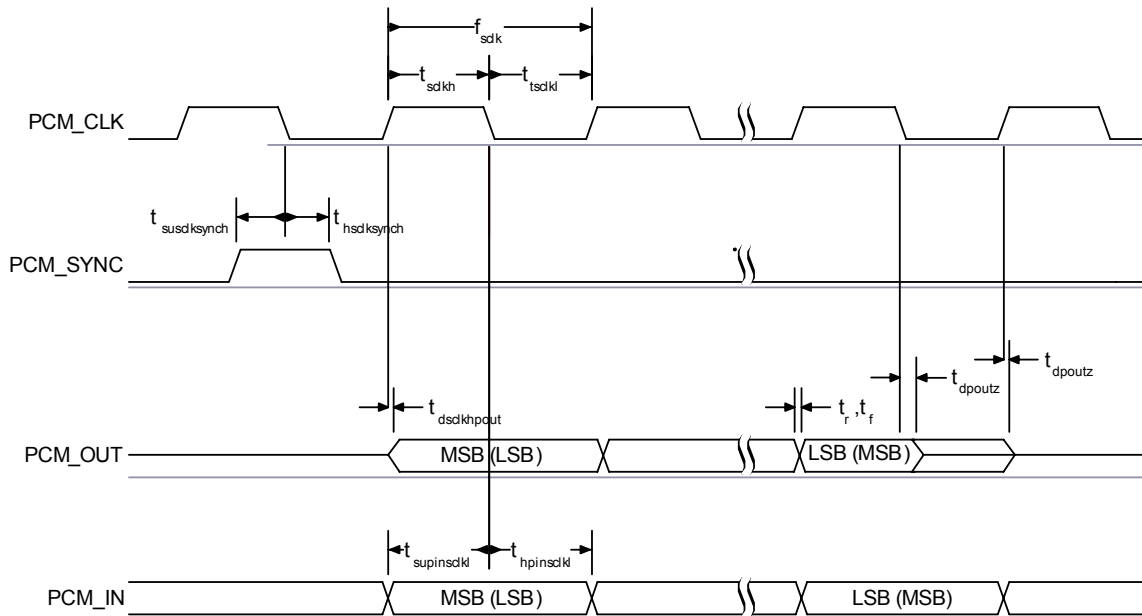 f_sclk
t_sclkh t_tsclkl
PCM_CLK
t_susclksynch t_hsclksynch
PCM_SYNC
t_dpoutz
t_dpoutz
t_dsclkhpout
t_r ,t_f
PCM_OUT MSB (LSB) LSB (MSB)
t_supinsclkl t_hpinsclkl
PCM_IN MSB (LSB) LSB (MSB)